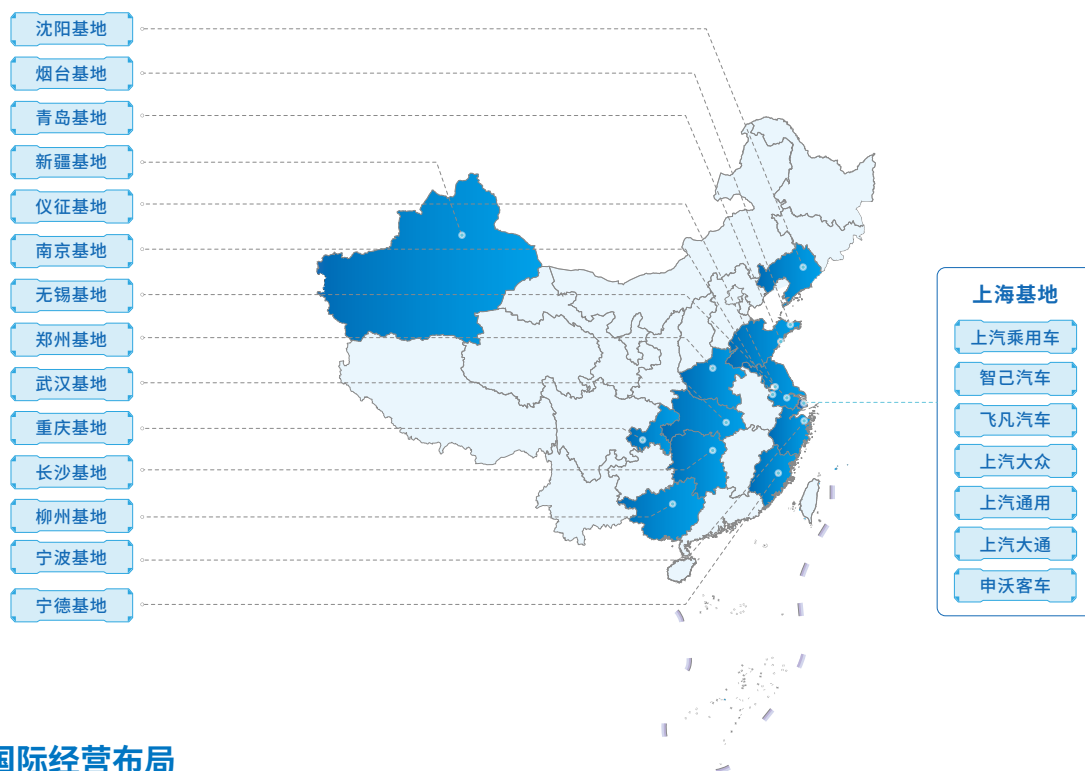 沈阳基地
烟台基地
青岛基地
新疆基地
仪征基地
南京基地
无锡基地
郑州基地
武汉基地
重庆基地
长沙基地
柳州基地
宁波基地
宁德基地
上海基地
上汽乘用车
智己汽车
飞凡汽车
上汽大众
上汽通用
上汽大通
申沃客车
国际经营布局